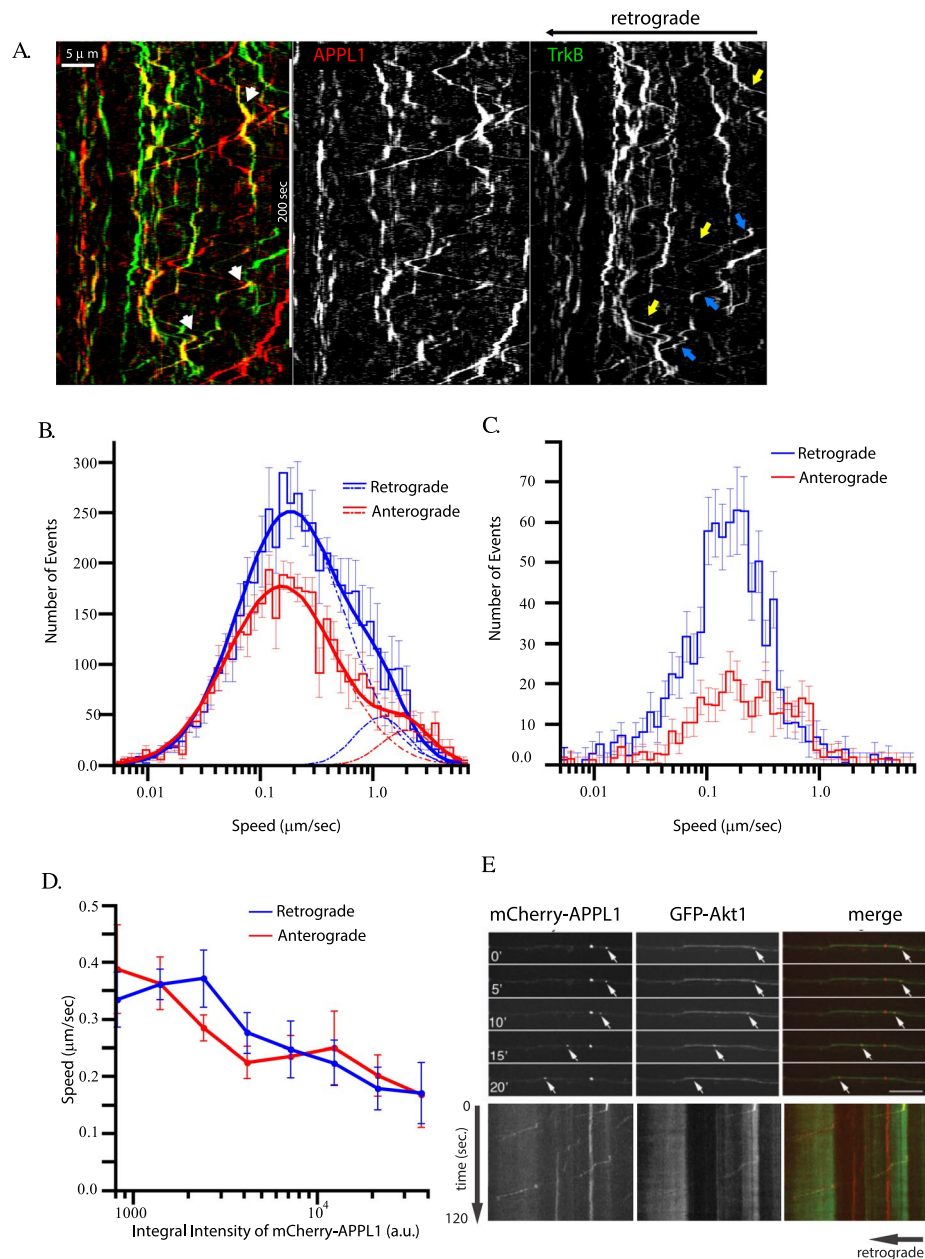 retrograde
A.
5 μ m
APPL1
TrkB
200 sec
B.
300
250
200
150
100
50
0.0
Number of Events
Retrograde
Anterograde
0.01
0.1
1.0
Speed (μm/sec)
C.
70
60
50
40
30
20
10
0.0
Number of Events
Retrograde
Anterograde
0.01
0.1
1.0
Speed (μm/sec)
D.
0.5
0.4
0.3
0.2
0.1
0.0
Speed (μm/sec)
Retrograde
Anterograde
1000
10⁴
Integral Intensity of mCherry-APPL1 (a.u.)
E
mCherry-APPL1
GFP-Akt1
merge
0'
5'
10'
15'
20'
0
time (sec.)
120
retrograde